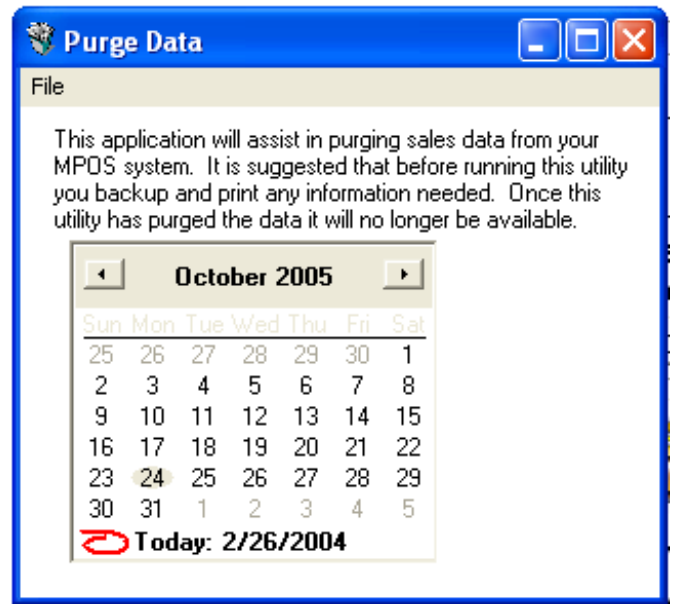 Purge Data
File
This application will assist in purging sales data from your
MPOS system.  It is suggested that before running this utility
you backup and print any information needed.  Once this
utility has purged the data it will no longer be available.
October 2005
Sun Mon Tue Wed Thu Fri Sat
25 26 27 28 29 30 1
2 3 4 5 6 7 8
9 10 11 12 13 14 15
16 17 18 19 20 21 22
23 24 25 26 27 28 29
30 31 1 2 3 4 5
Today: 2/26/2004